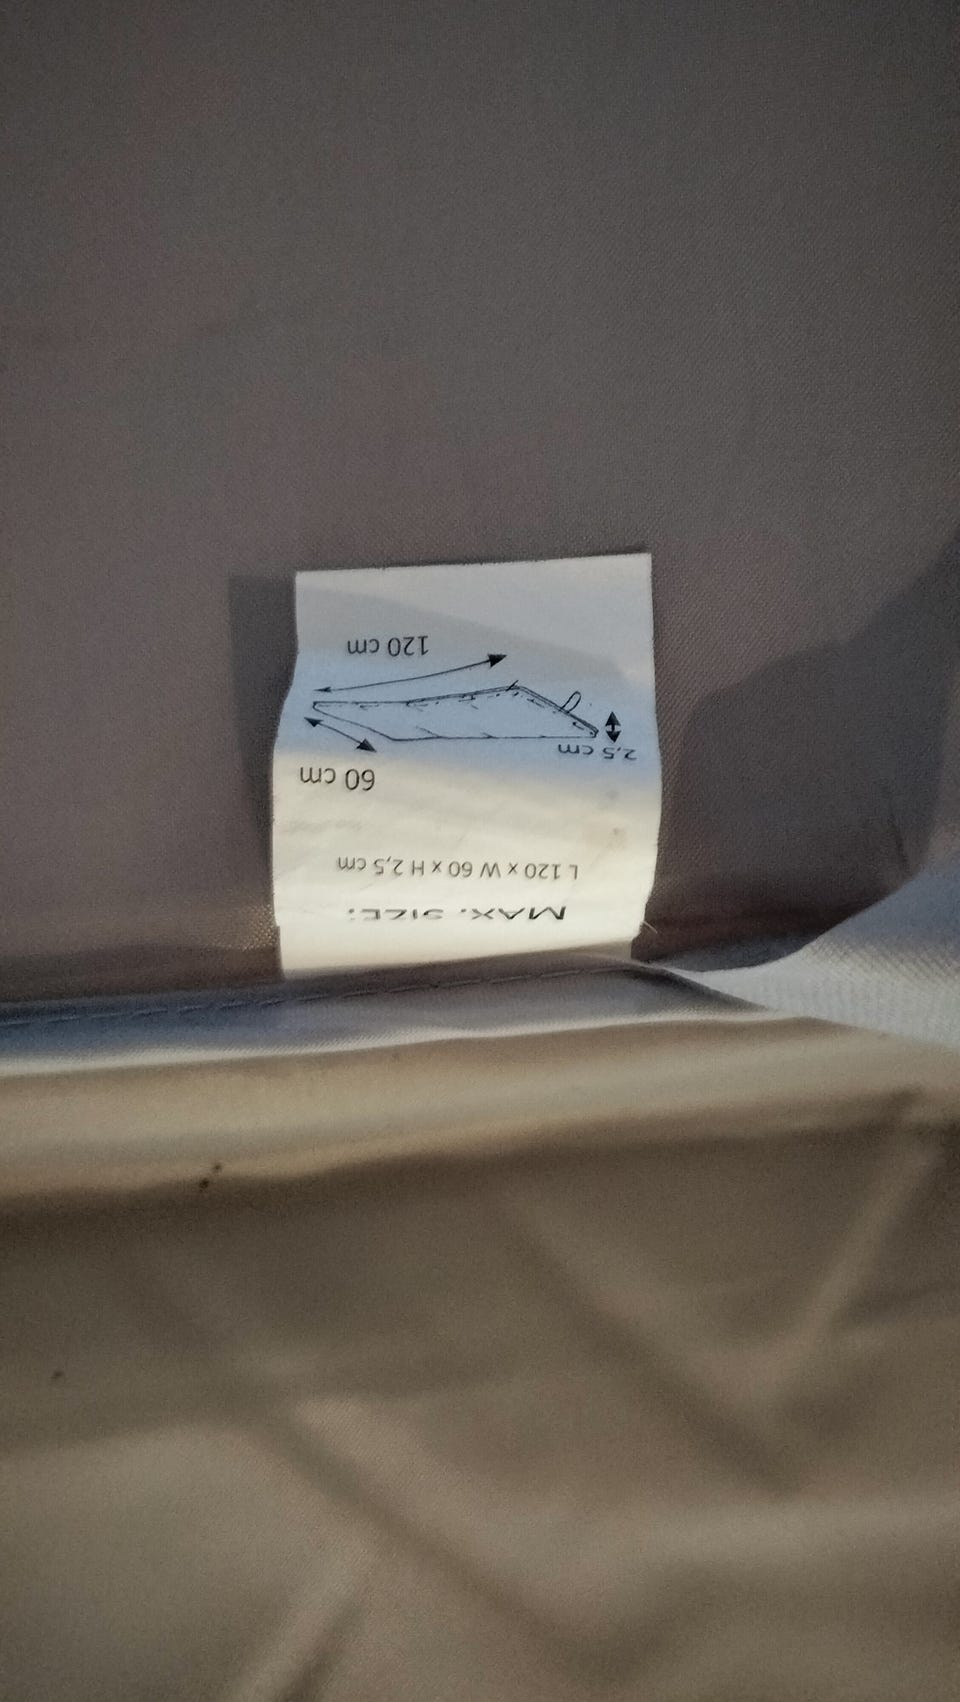 MAX. SIZE:
L 120 x W 60 x H 2,5 cm
60 cm
2,5 cm
120 cm